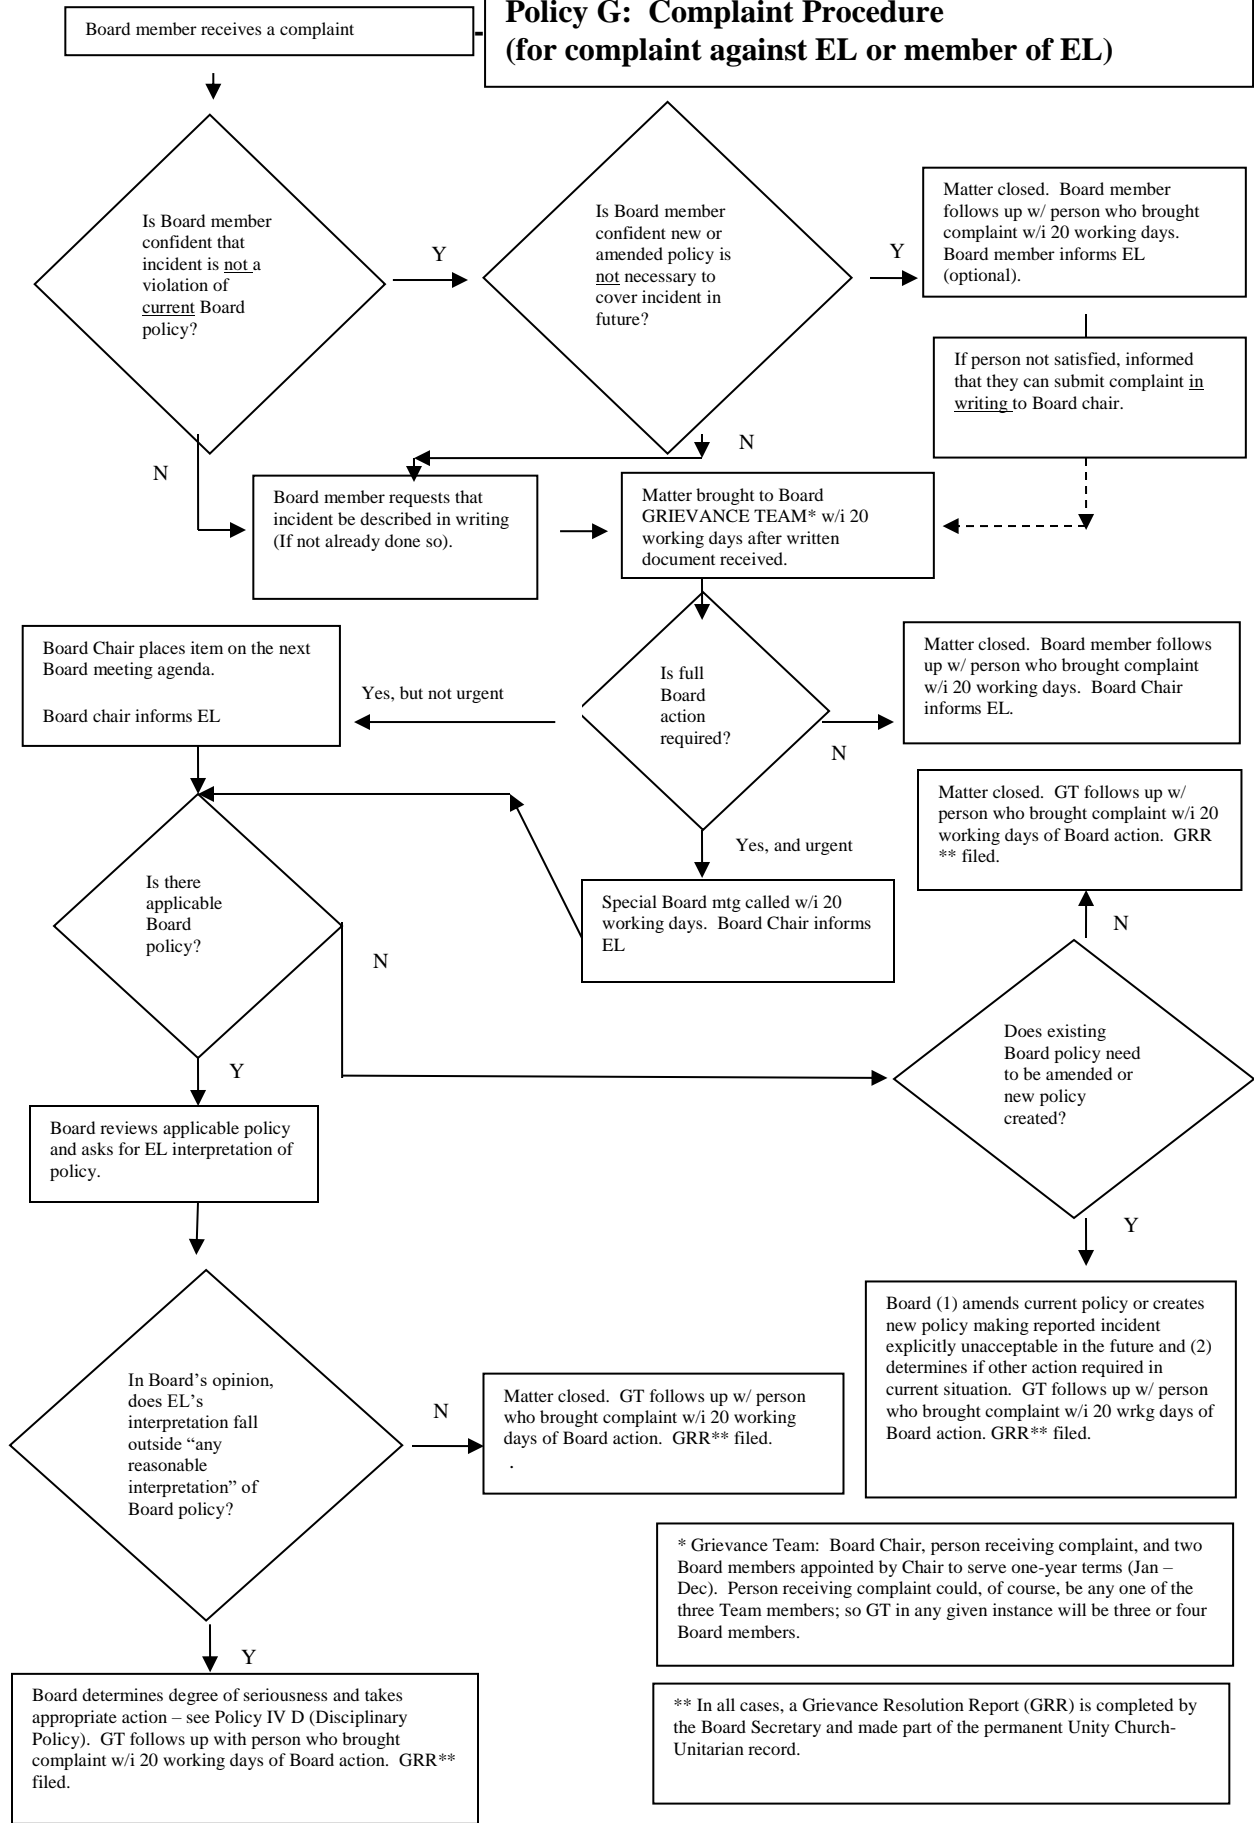 Policy G: Complaint Procedure
(for complaint against EL or member of EL)
Board member receives a complaint
-
Is Board member
confident that
incident is not a
violation of
current Board
policy?
Y
N
Is Board member
confident new or
amended policy is
not necessary to
cover incident in
future?
Y
N
Matter closed. Board member
follows up w/ person who brought
complaint w/i 20 working days.
Board member informs EL
(optional).
If person not satisfied, informed
that they can submit complaint in
writing to Board chair.
Board member requests that
incident be described in writing
(If not already done so).
Matter brought to Board
GRIEVANCE TEAM* w/i 20
working days after written
document received.
Is full
Board
action
required?
Yes, but not urgent
N
Yes, and urgent
Board Chair places item on the next
Board meeting agenda.
Board chair informs EL
Matter closed. Board member follows
up w/ person who brought complaint
w/i 20 working days. Board Chair
informs EL.
Special Board mtg called w/i 20
working days. Board Chair informs
EL
Is there
applicable
Board
policy?
N
Y
Matter closed. GT follows up w/
person who brought complaint w/i 20
working days of Board action. GRR
** filed.
N
Does existing
Board policy need
to be amended or
new policy
created?
Y
Board reviews applicable policy
and asks for EL interpretation of
policy.
Board (1) amends current policy or creates
new policy making reported incident
explicitly unacceptable in the future and (2)
determines if other action required in
current situation. GT follows up w/ person
who brought complaint w/i 20 wrkg days of
Board action. GRR** filed.
In Board’s opinion,
does EL’s
interpretation fall
outside “any
reasonable
interpretation” of
Board policy?
N
Y
Matter closed. GT follows up w/ person
who brought complaint w/i 20 working
days of Board action. GRR** filed.
.
Board determines degree of seriousness and takes
appropriate action – see Policy IV D (Disciplinary
Policy). GT follows up with person who brought
complaint w/i 20 working days of Board action. GRR**
filed.
* Grievance Team: Board Chair, person receiving complaint, and two
Board members appointed by Chair to serve one-year terms (Jan –
Dec). Person receiving complaint could, of course, be any one of the
three Team members; so GT in any given instance will be three or four
Board members.
** In all cases, a Grievance Resolution Report (GRR) is completed by
the Board Secretary and made part of the permanent Unity Church-
Unitarian record.